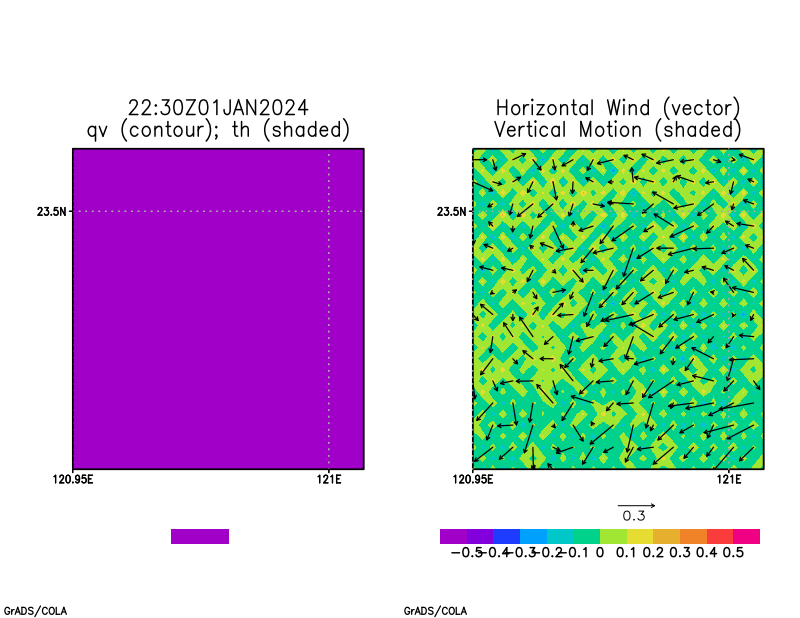 22:30Z01JAN2024
qv (contour); th (shaded)
23.5N
120.95E
121E
Horizontal Wind (vector)
Vertical Motion (shaded)
23.5N
120.95E
121E
0.3
-0.5 -0.4 -0.3 -0.2 -0.1 0 0.1 0.2 0.3 0.4 0.5
GrADS/COLA
GrADS/COLA